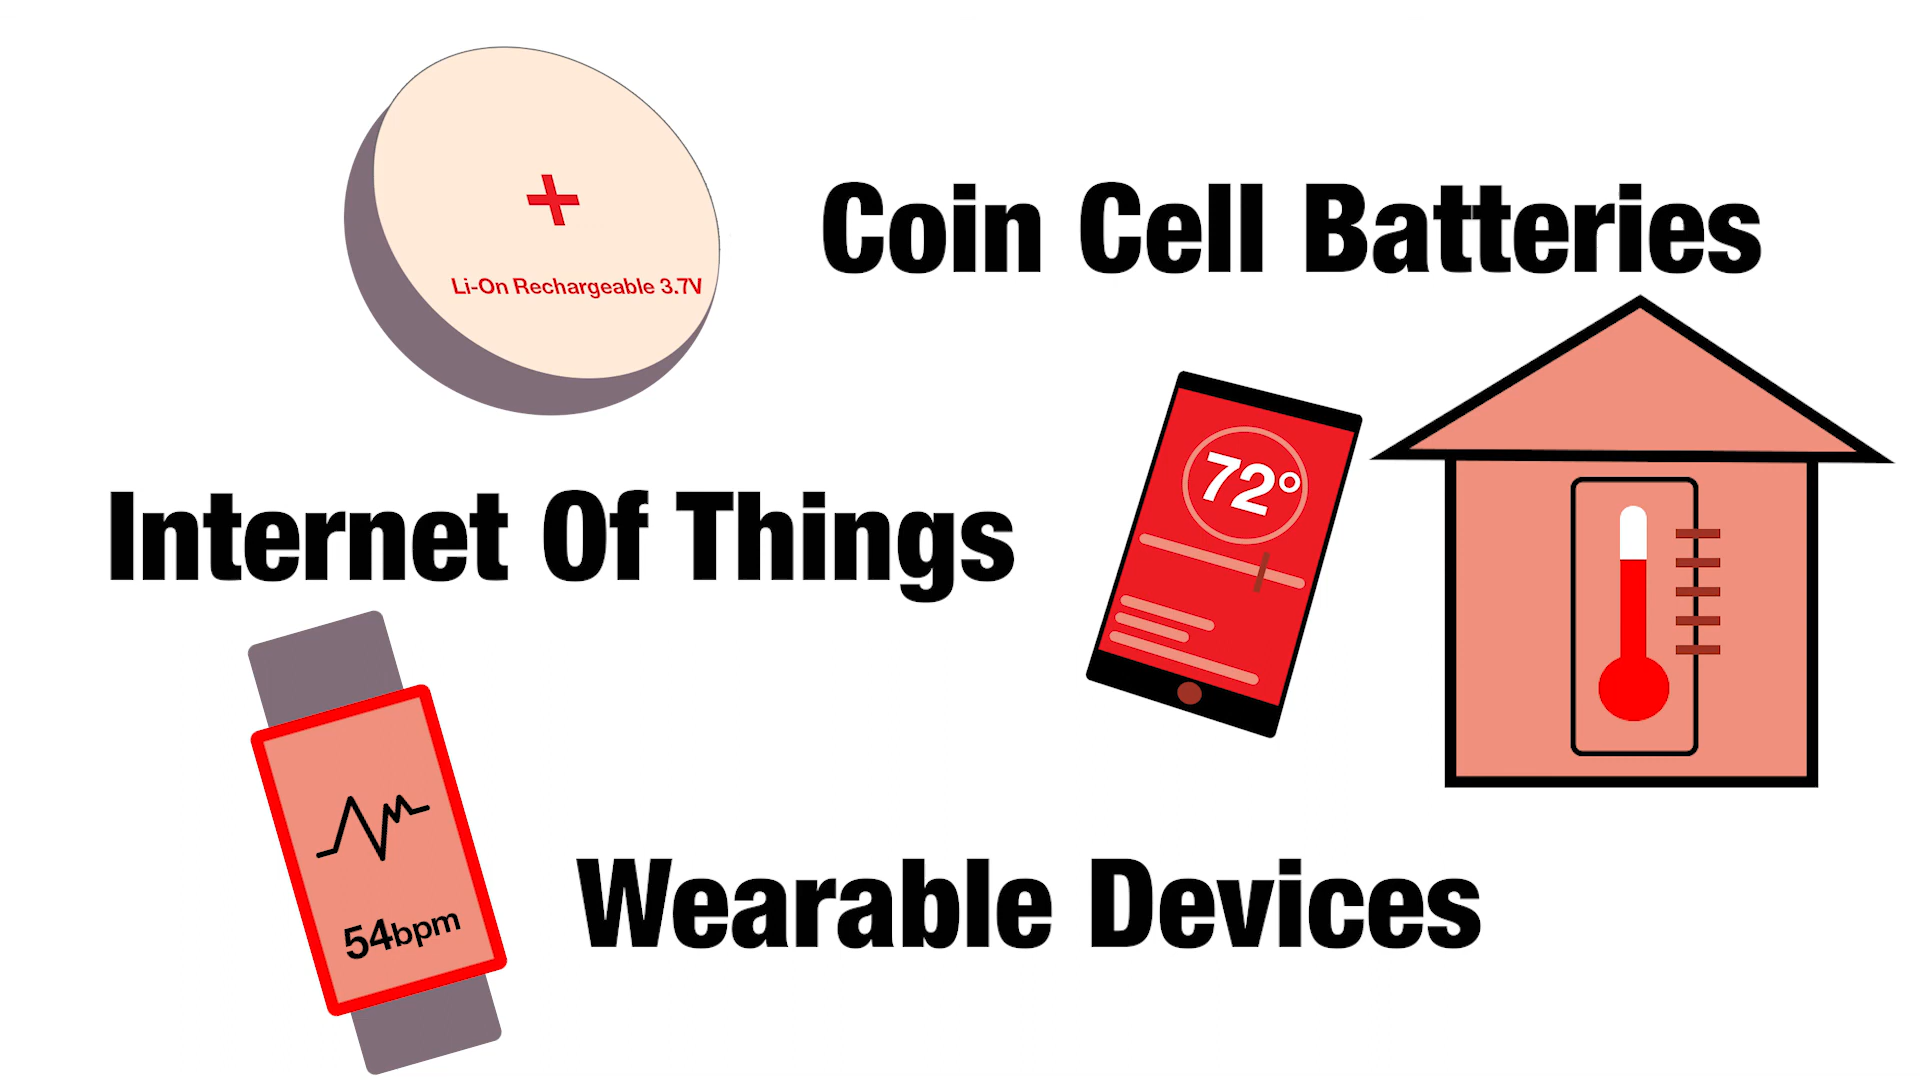 Coin Cell Batteries
+
Li-On Rechargeable 3.7V
Internet Of Things
72°
54bpm
Wearable Devices